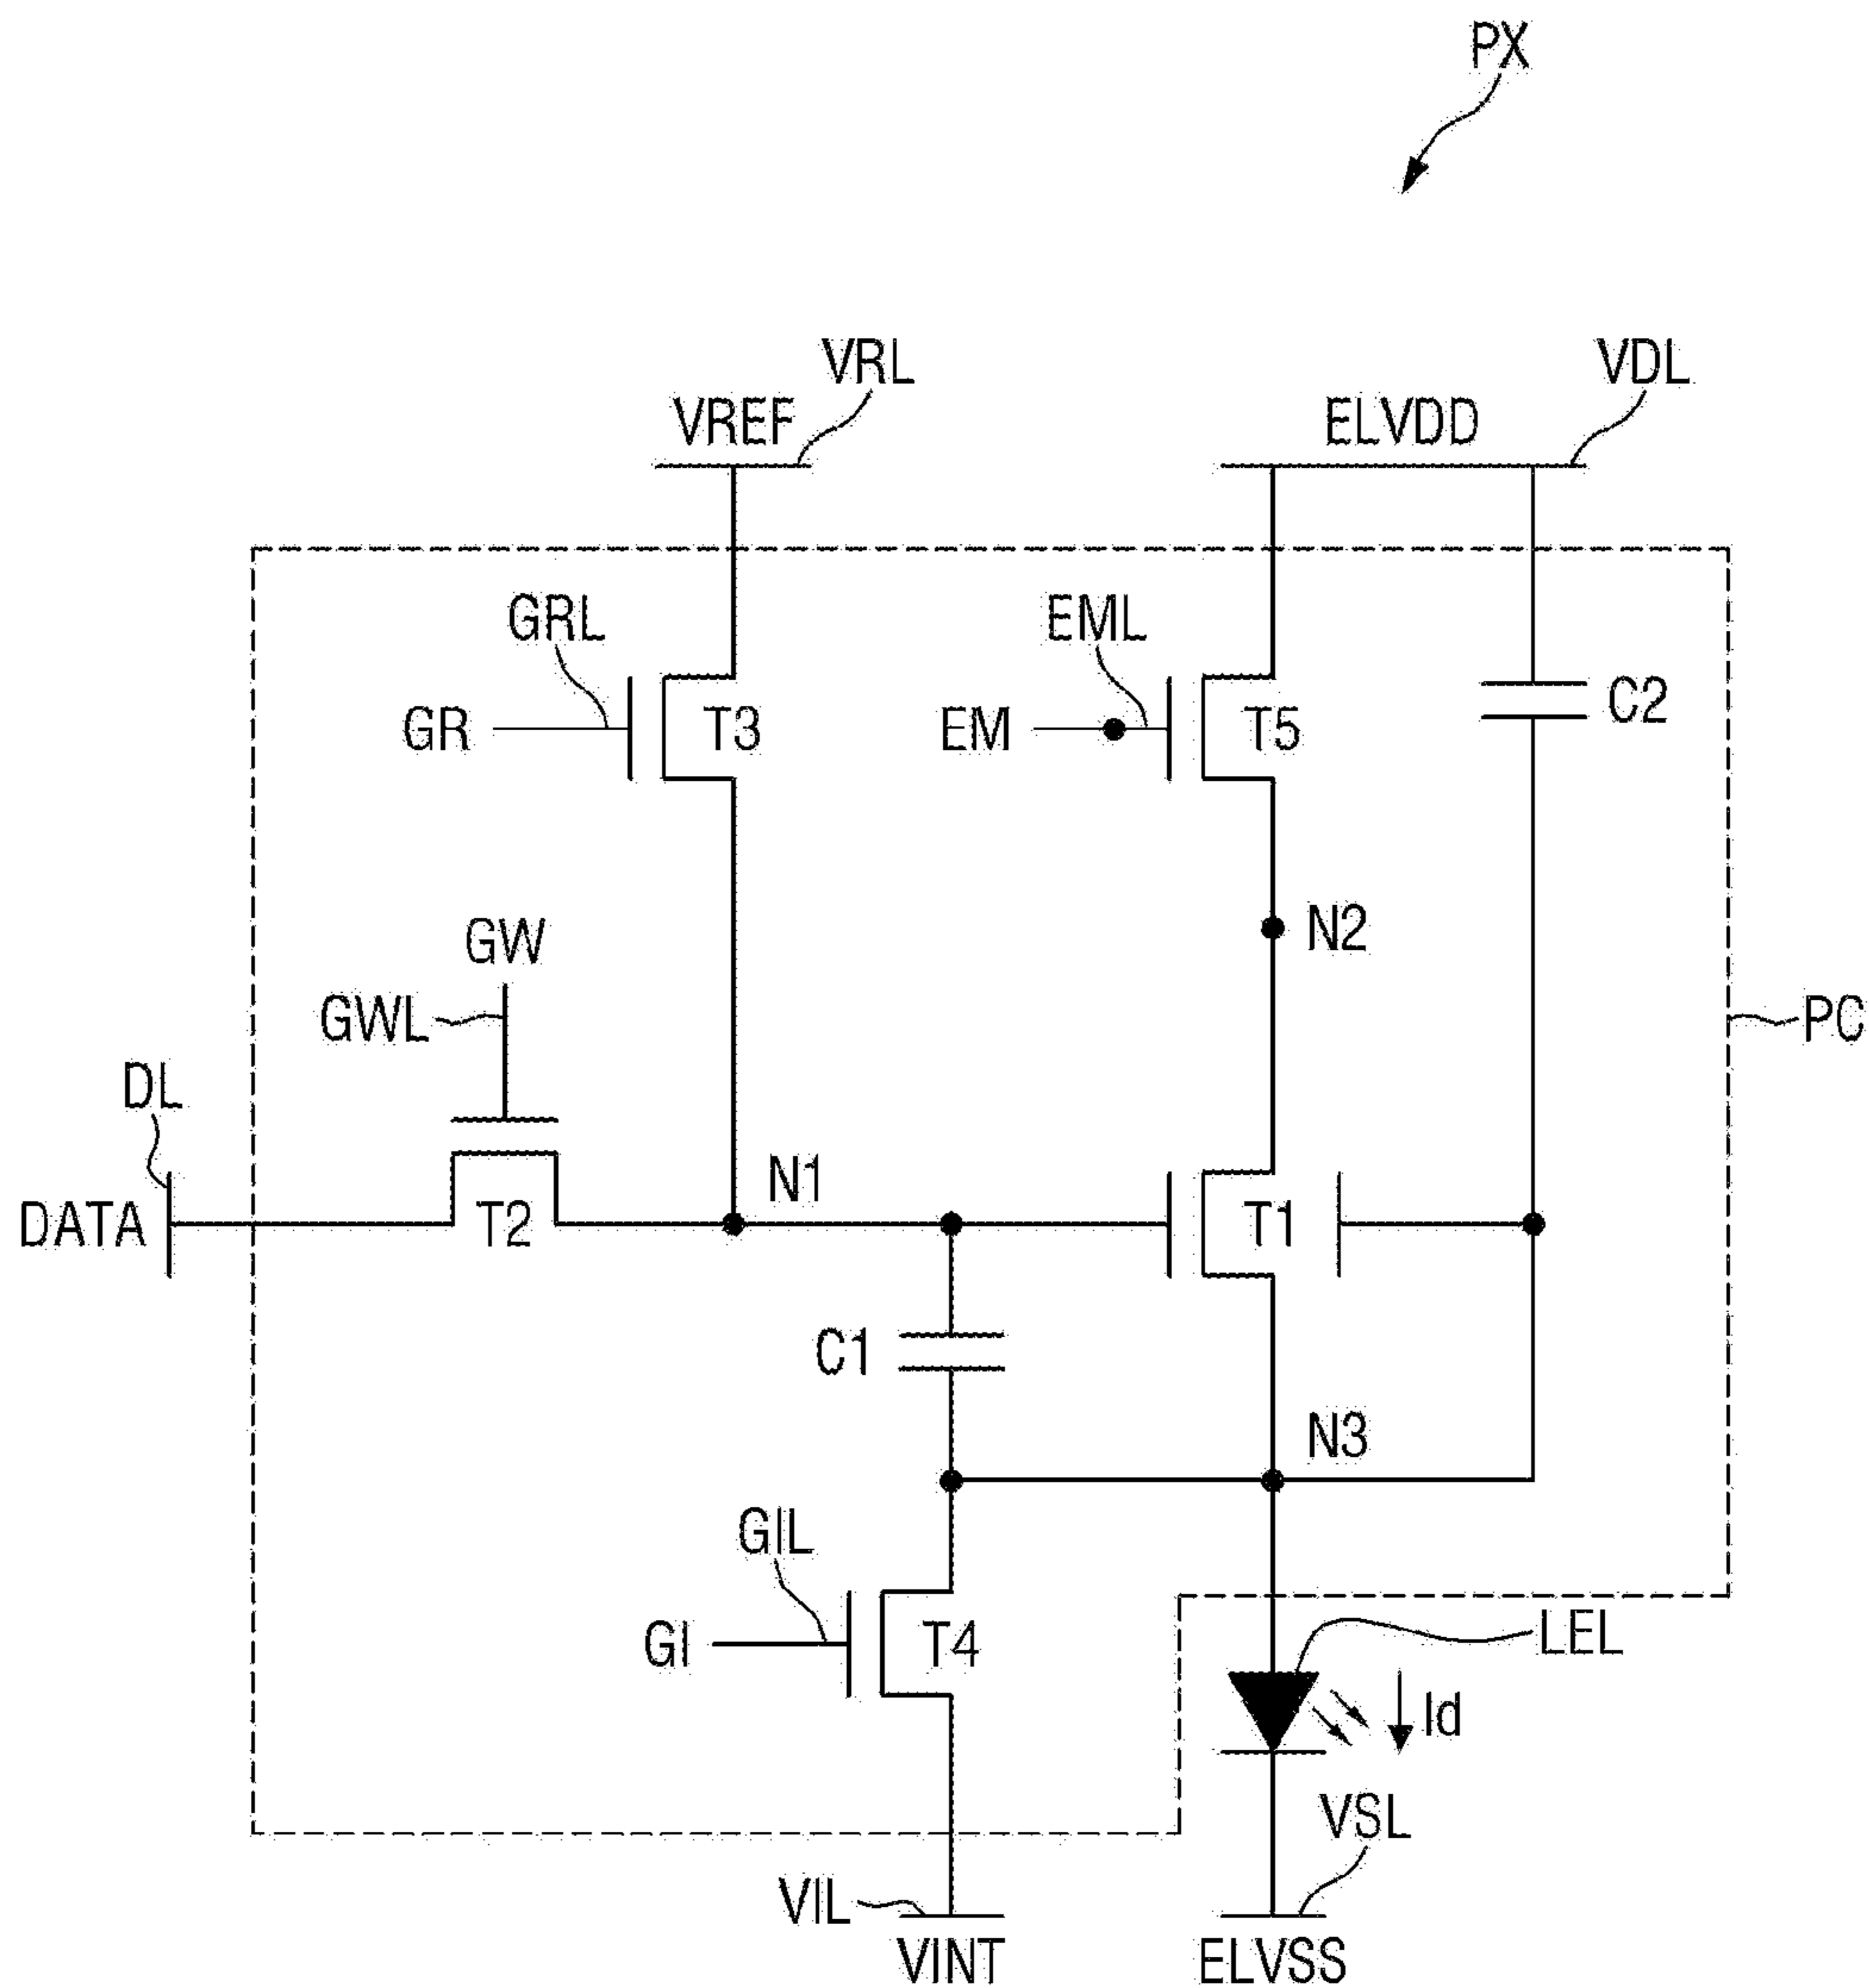 PX
VRL
VDL
VREF
ELVDD
GRL
EML
C2
GR
T3
EM
T5
GW
N2
GWL
PC
DL
N1
DATA
T2
T1
C1
N3
GIL
GI
T4
LEL
Id
VSL
VIL
VINT
ELVSS